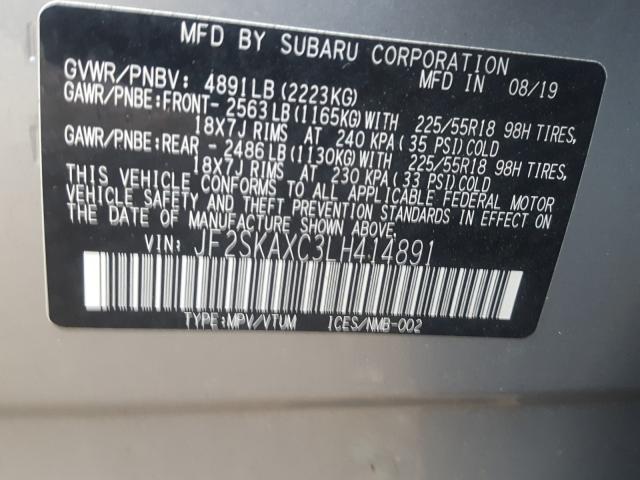 MFD BY SUBARU CORPORATION
GVWR/PNBV: 4891LB(2223KG) MFD IN 08/19
GAWR/PNBE:FRONT- 2563LB(1165KG)WITH 225/55R18 98H TIRES,
18X7J RIMS AT 240 KPA(35 PSI)COLD
GAWR/PNBE:REAR - 2486LB(1130KG)WITH 225/55R18 98H TIRES,
18X7J RIMS AT 230 KPA(33 PSI)COLD
THIS VEHICLE CONFORMS TO ALL APPLICABLE FEDERAL MOTOR
VEHICLE SAFETY AND THEFT PREVENTION STANDARDS IN EFFECT ON
THE DATE OF MANUFACTURE SHOWN ABOVE.
VIN: JF2SKAXC3LH414891
TYPE:MPV/VTUM ICES/NMB-002